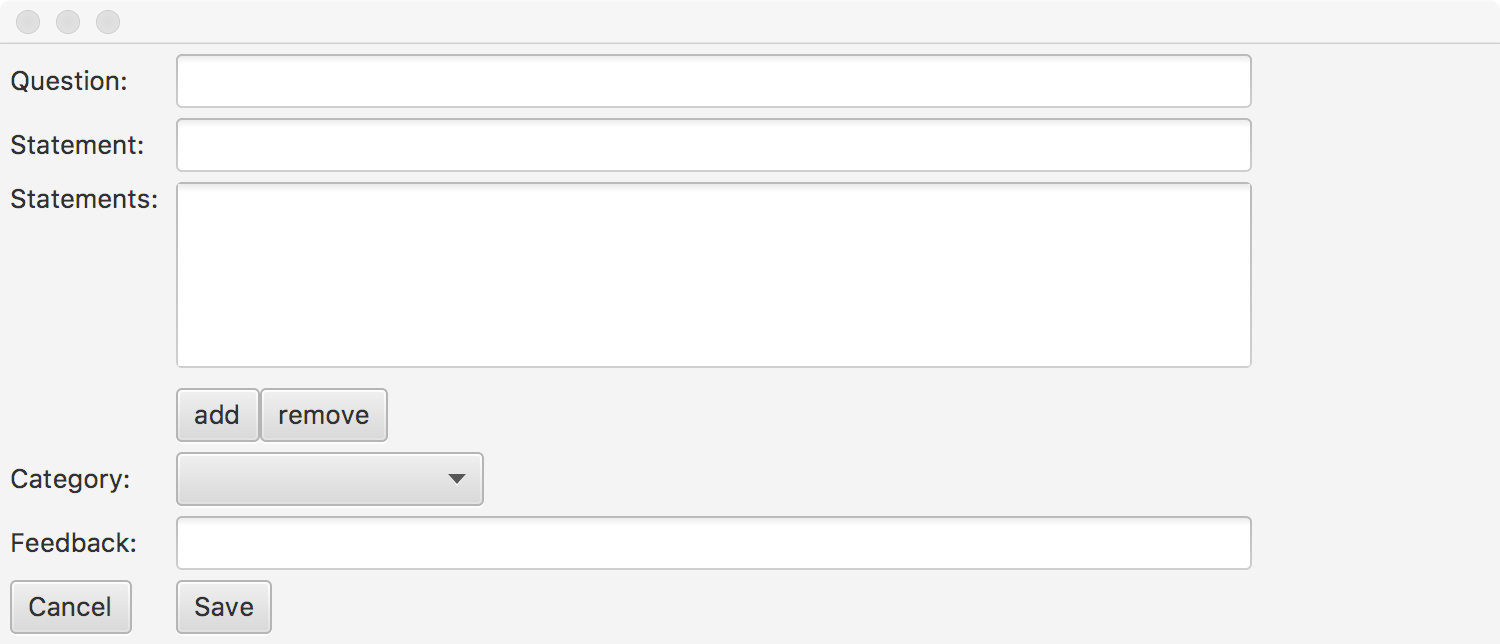 Question:
Statement:
Statements:
add remove
Category:
Feedback:
Cancel Save